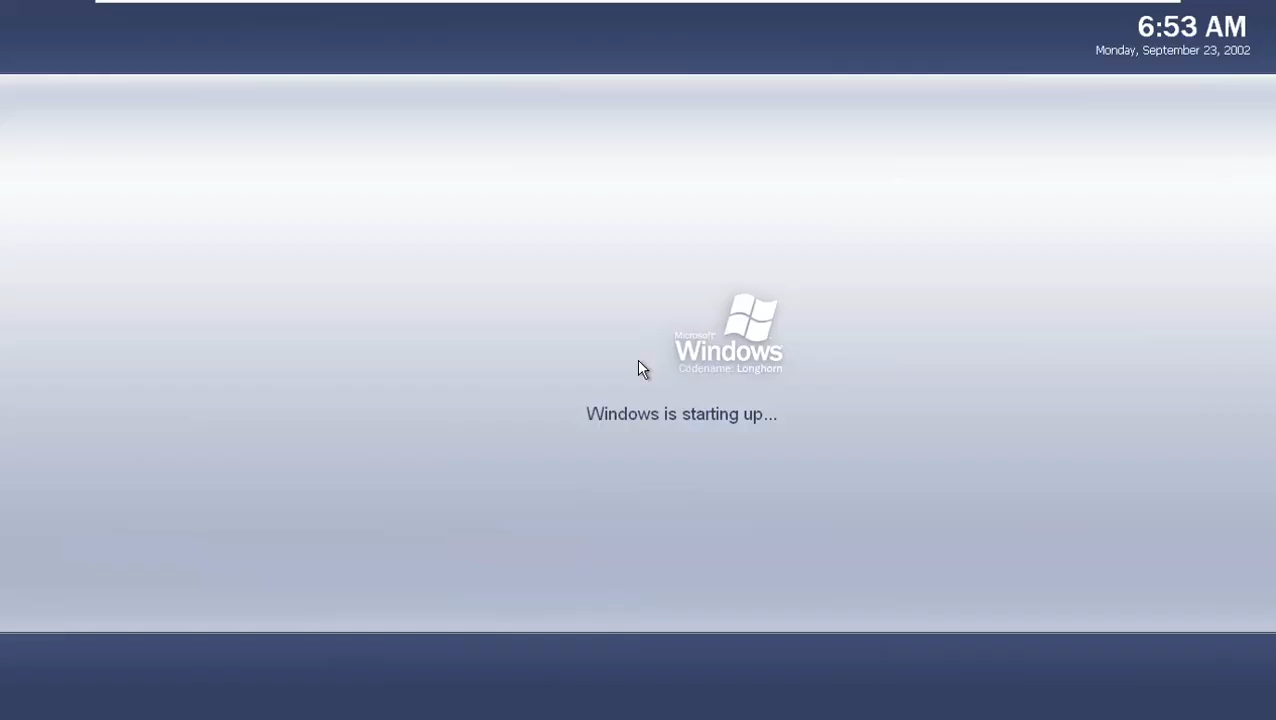 6:53 AM
Monday, September 23, 2002
Microsoft
Windows
Codename: Longhorn
Windows is starting up...